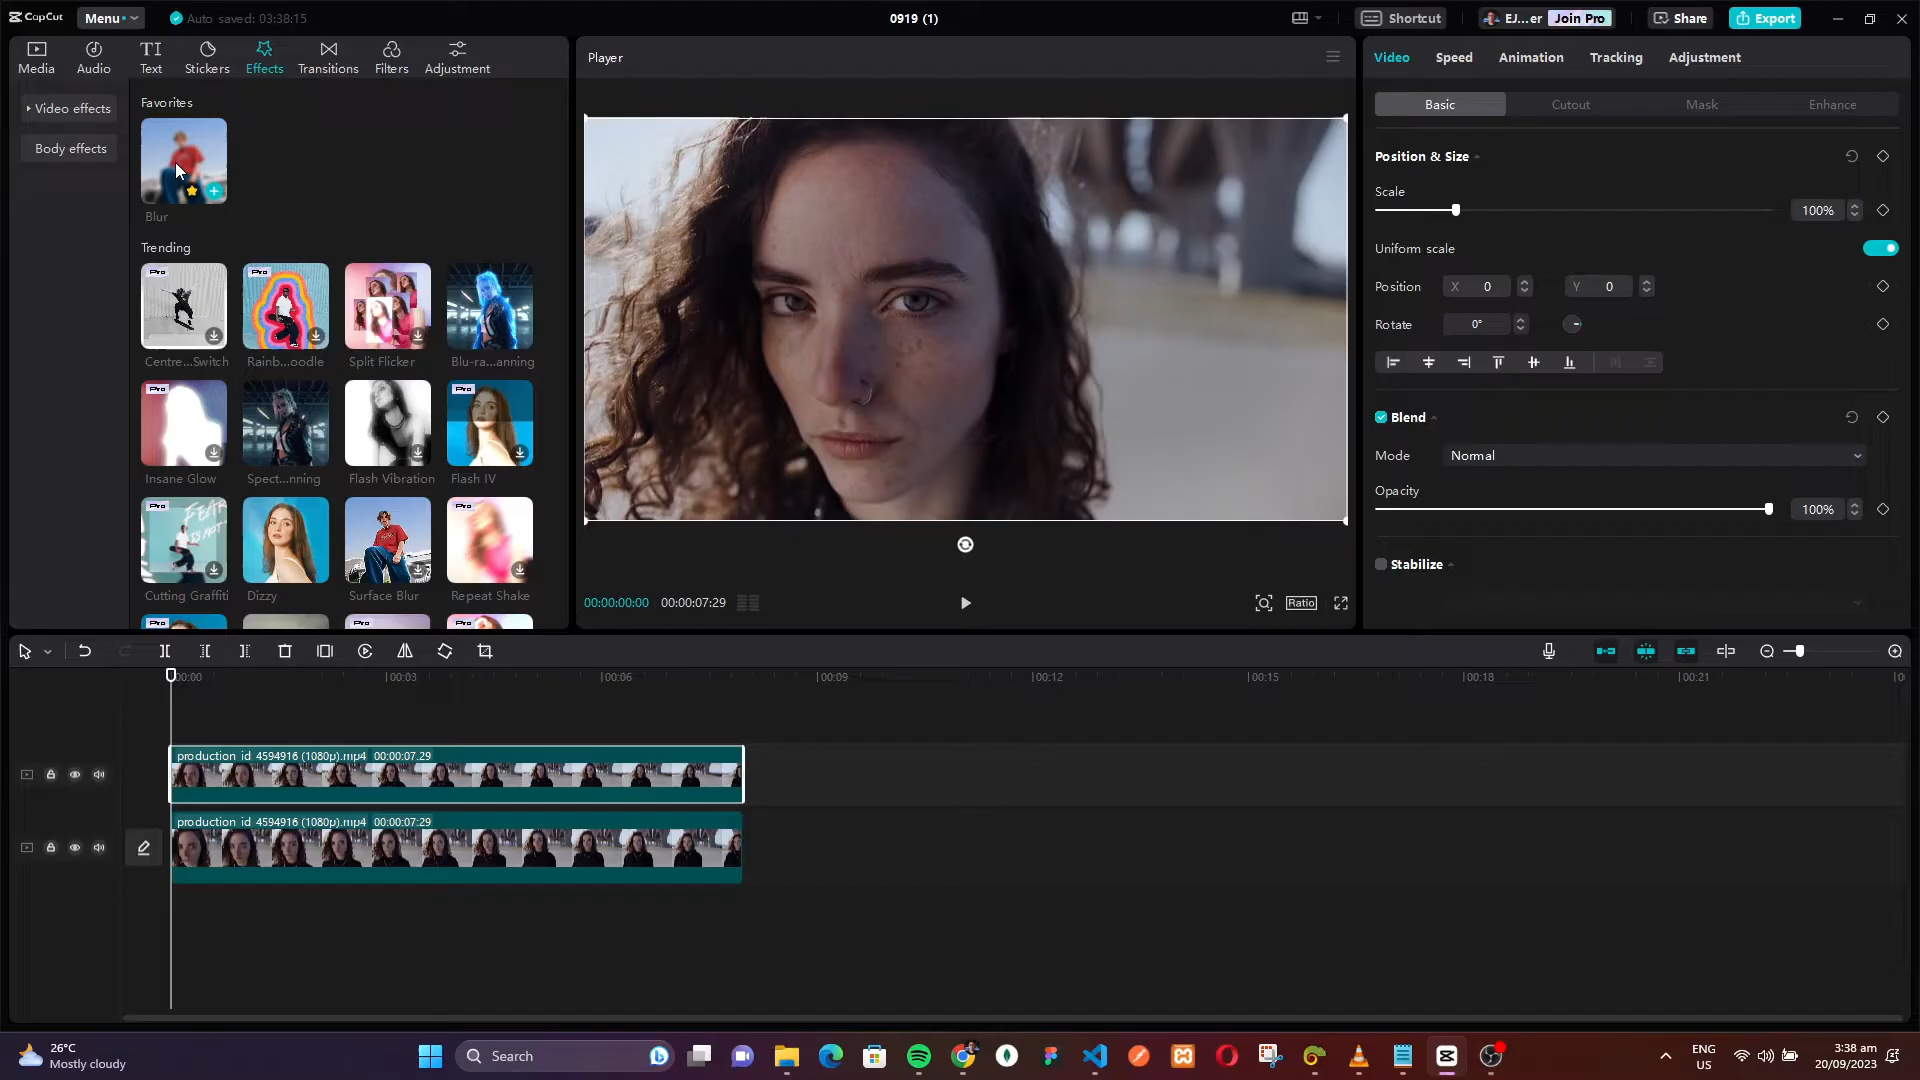 CapCut
Menu
Auto saved: 03:38:15
0919 (1)
Shortcut
EJ...er
Join Pro
Share
Export
Media
Audio
TI
Text
Stickers
Effects
Transitions
Filters
Adjustment
Player
Video
Speed
Animation
Tracking
Adjustment
Video effects
Body effects
Favorites
Blur
Trending
Pro
Pro
Centre...Switch
Rainb...oodle
Split Flicker
Blu-ra...anning
Pro
Pro
Insane Glow
Spect...nning
Flash Vibration
Flash IV
Pro
FEAR
IS NOT
Pro
Cutting Graffiti
Dizzy
Surface Blur
Repeat Shake
Pro
Pro
Pro
00:00:00:00
00:00:07:29
Ratio
Basic
Cutout
Mask
Enhance
Position & Size
Scale
100%
Uniform scale
Position
X 0
Y 0
Rotate
0°
Blend
Mode
Normal
Opacity
100%
Stabilize
00:00
00:03
00:06
00:09
00:12
00:15
00:18
00:21
production id 4594916 (1080p).mp4 00:00:07:29
production id 4594916 (1080p).mp4 00:00:07:29
26°C
Mostly cloudy
Search
ENG
US
3:38 am
20/09/2023